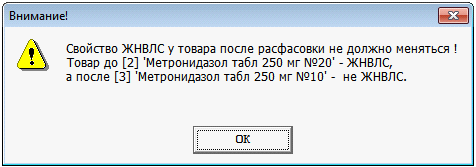 Внимание!
Свойство ЖНВЛС у товара после расфасовки не должно меняться !
Товар до [2] 'Метронидазол табл 250 мг №20' - ЖНВЛС,
а после [3] 'Метронидазол табл 250 мг №10' -  не ЖНВЛС.
OK